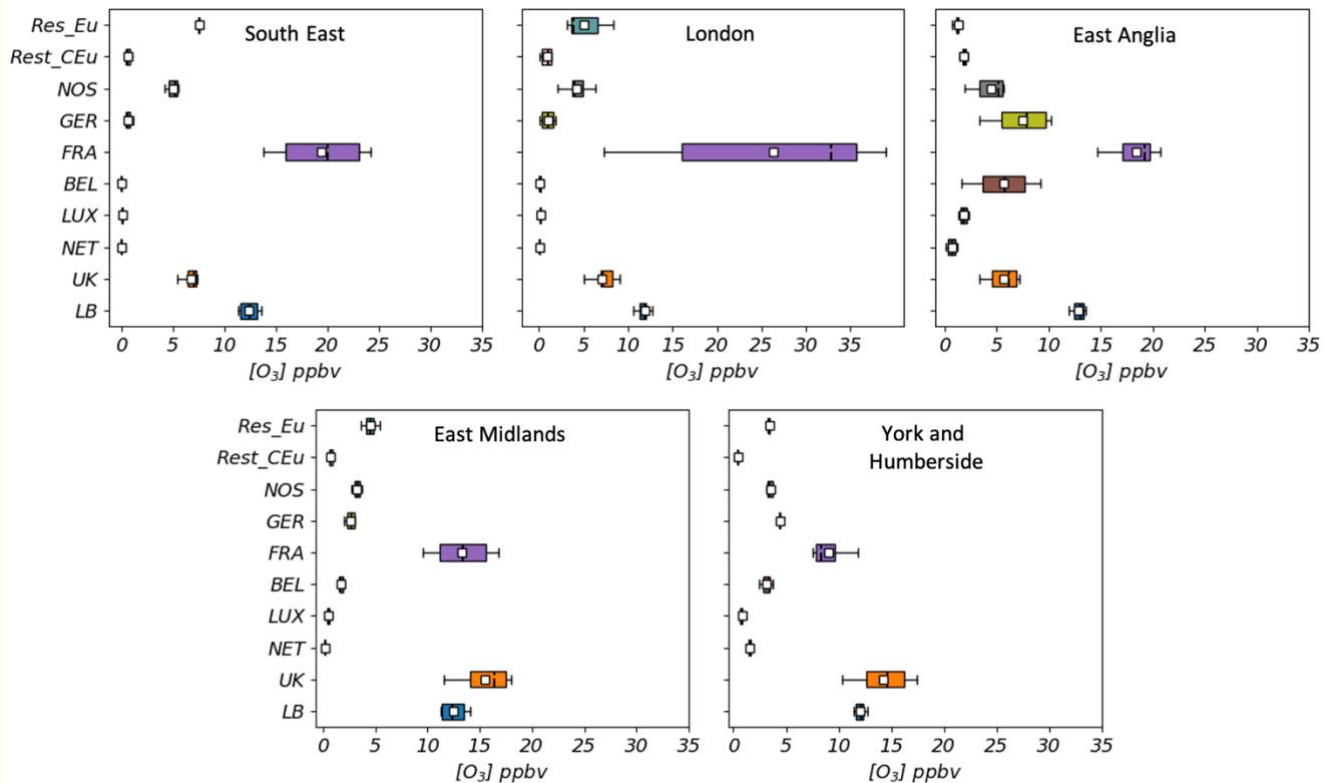 Res_Eu
Rest_CEu
NOS
GER
FRA
BEL
LUX
NET
UK
LB
South East
0 5 10 15 20 25 30 35
[O₃] ppbv
London
0 5 10 15 20 25 30 35
[O₃] ppbv
East Anglia
0 5 10 15 20 25 30 35
[O₃] ppbv
Res_Eu
Rest_CEu
NOS
GER
FRA
BEL
LUX
NET
UK
LB
East Midlands
0 5 10 15 20 25 30 35
[O₃] ppbv
York and
Humberside
0 5 10 15 20 25 30 35
[O₃] ppbv